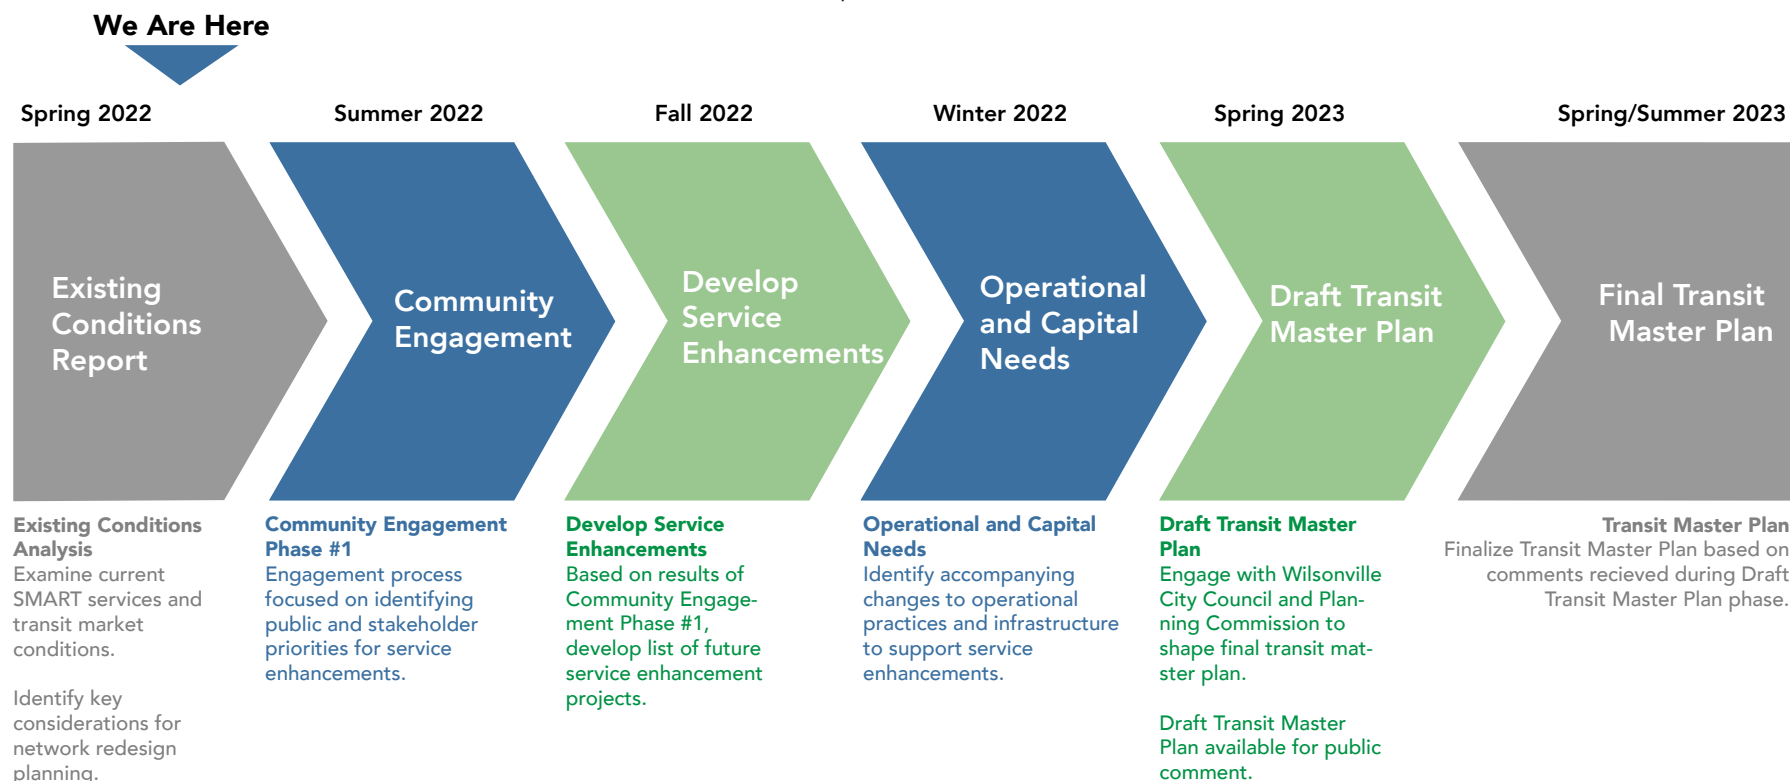 We Are Here
Spring 2022
Summer 2022
Fall 2022
Winter 2022
Spring 2023
Spring/Summer 2023
Existing
Conditions
Report
Community
Engagement
Develop
Service
Enhancements
Operational
and Capital
Needs
Draft Transit
Master Plan
Final Transit
Master Plan
Existing Conditions
Analysis
Examine current
SMART services and
transit market
conditions.
Identify key
considerations for
network redesign
planning.
Community Engagement
Phase #1
Engagement process
focused on identifying
public and stakeholder
priorities for service
enhancements.
Develop Service
Enhancements
Based on results of
Community Engage-
ment Phase #1,
develop list of future
service enhancement
projects.
Operational and Capital
Needs
Identify accompanying
changes to operational
practices and infrastructure
to support service
enhancements.
Draft Transit Master
Plan
Engage with Wilsonville
City Council and Plan-
ning Commission to
shape final transit mat-
ster plan.
Draft Transit Master
Plan available for public
comment.
Transit Master Plan
Finalize Transit Master Plan based on
comments recieved during Draft
Transit Master Plan phase.